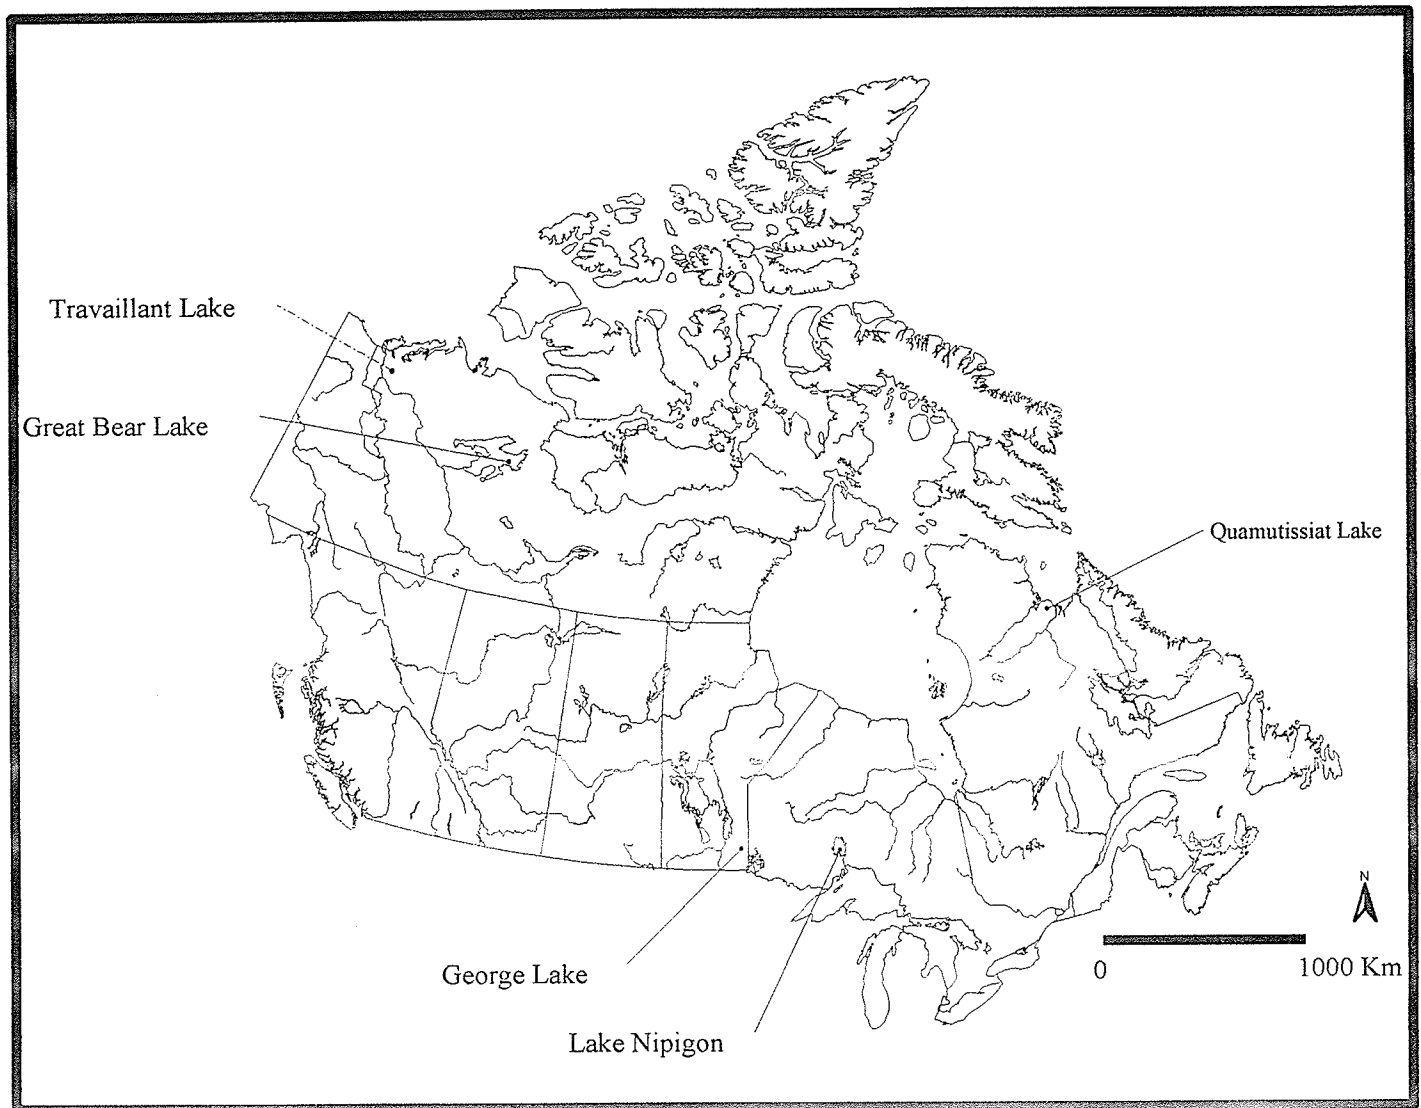 Travaillant Lake
Great Bear Lake
Quamutissiat Lake
N
0 1000 Km
George Lake
Lake Nipigon